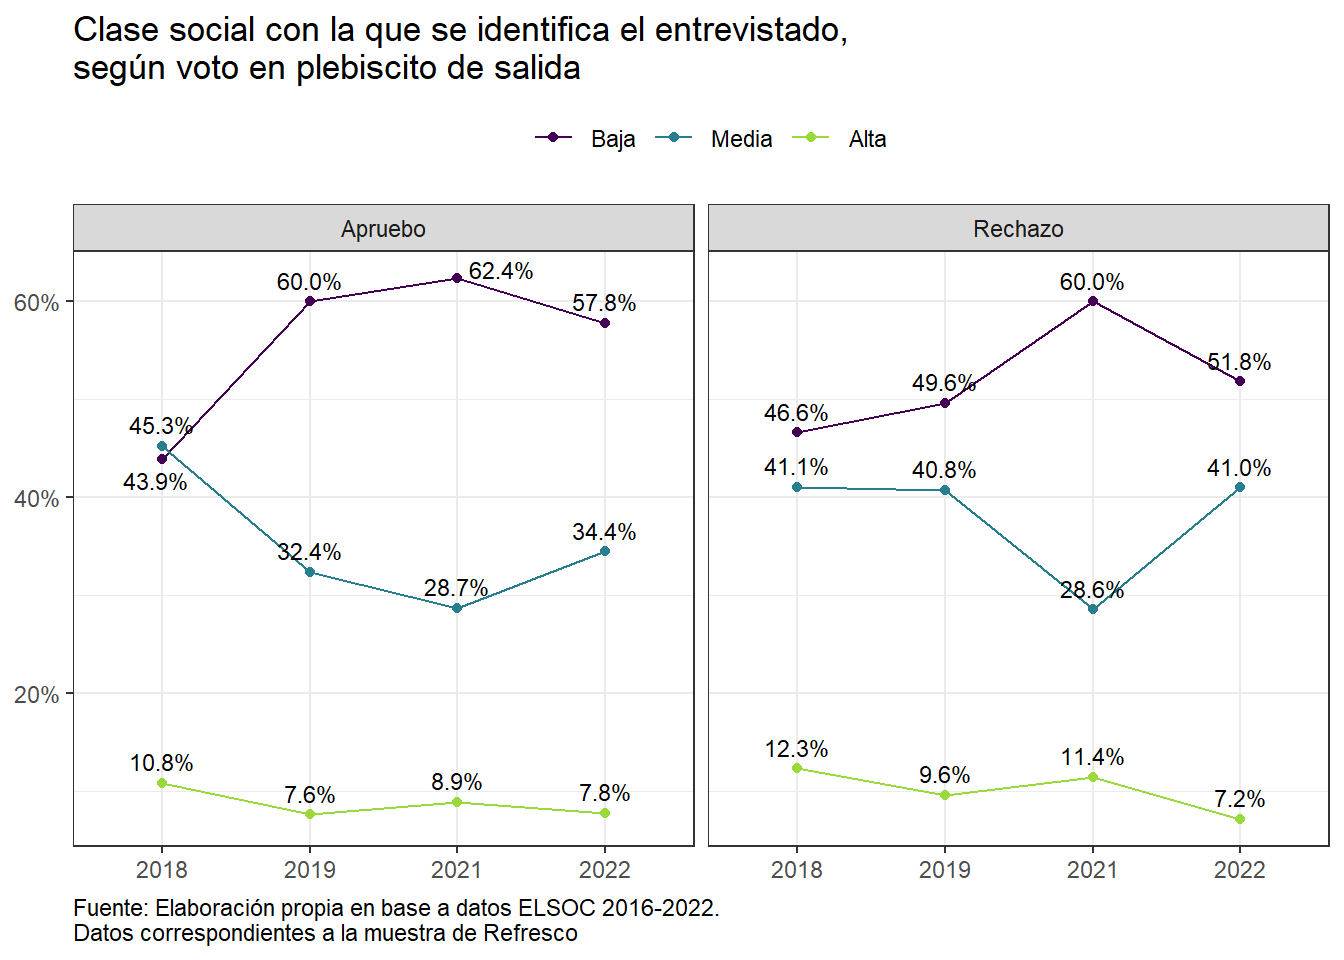 Clase social con la que se identifica el entrevistado,
según voto en plebiscito de salida
Baja Media Alta
Apruebo Rechazo
60%
40%
20%
43.9% 60.0% 62.4% 57.8%
45.3% 32.4% 28.7% 34.4%
10.8% 7.6% 8.9% 7.8%
46.6% 49.6% 60.0% 51.8%
41.1% 40.8% 28.6% 41.0%
12.3% 9.6% 11.4% 7.2%
2018 2019 2021 2022 2018 2019 2021 2022
Fuente: Elaboración propia en base a datos ELSOC 2016-2022.
Datos correspondientes a la muestra de Refresco